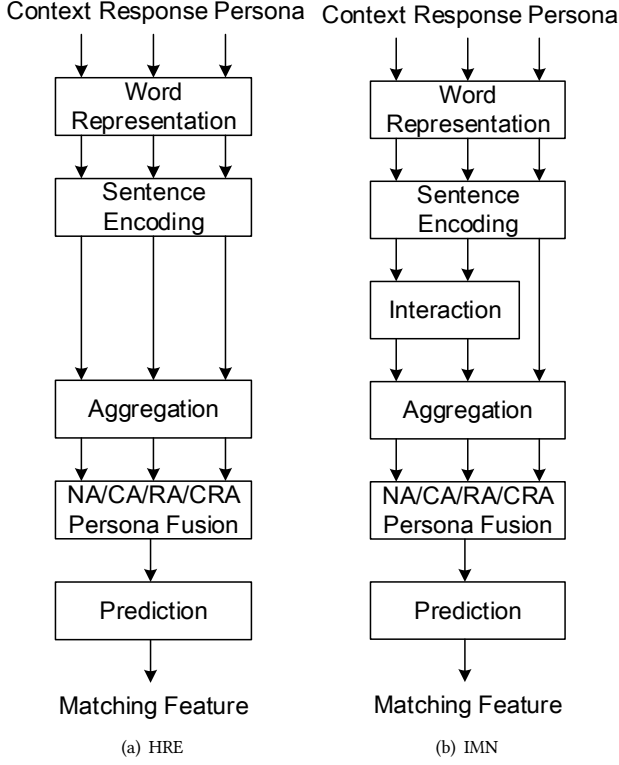 Context Response Persona
Word
Representation
Sentence
Encoding
Aggregation
NA/CA/RA/CRA
Persona Fusion
Prediction
Matching Feature
(a) HRE
Context Response Persona
Word
Representation
Sentence
Encoding
Interaction
Aggregation
NA/CA/RA/CRA
Persona Fusion
Prediction
Matching Feature
(b) IMN